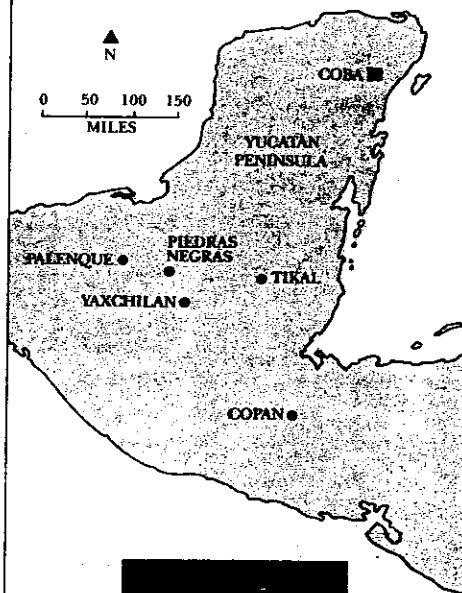 N
0 50 100 150
MILES
COBA
YUCATAN
PENINSULA
PIEDRAS
NEGRAS
PALENQUE
TIKAL
YAXCHILAN
COPAN